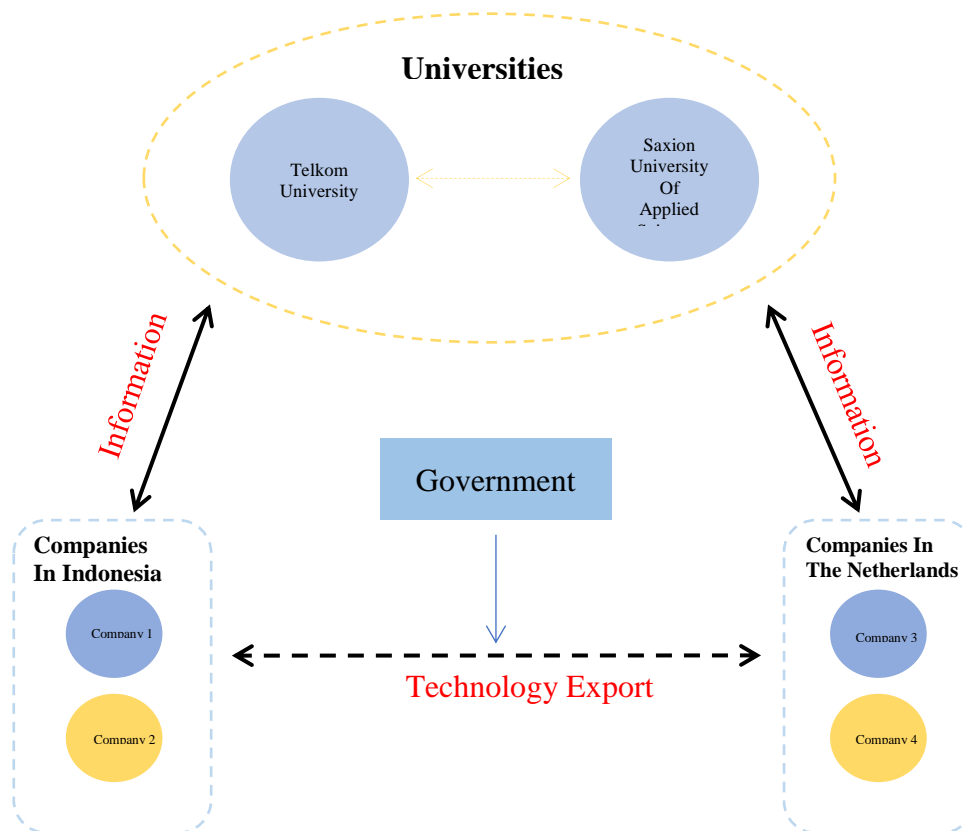 Universities
Telkom
University
Saxion
University
Of
Applied
Information
Information
Government
Companies
In Indonesia
Company 1
Company 2
Technology Export
Companies In
The Netherlands
Company 3
Company 4